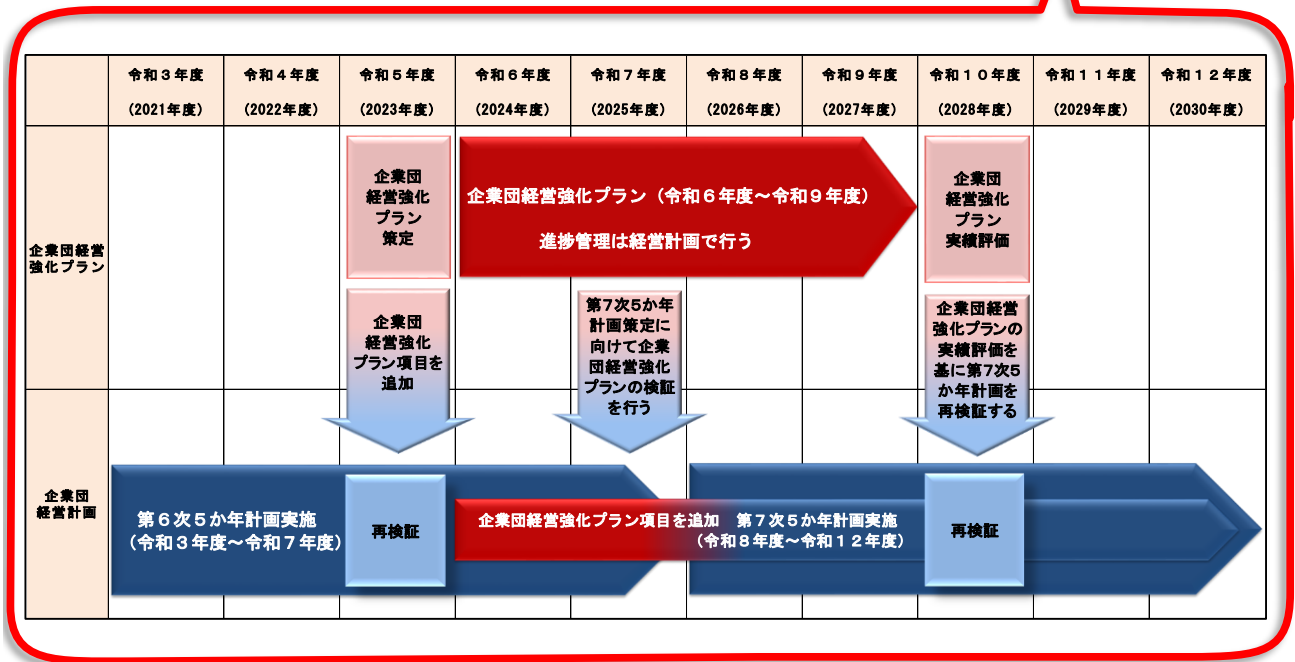 令和３年度
令和４年度
令和５年度
令和６年度
令和７年度
令和８年度
令和９年度
令和１０年度
令和１１年度
令和１２年度
(2021年度)
(2022年度)
(2023年度)
(2024年度)
(2025年度)
(2026年度)
(2027年度)
(2028年度)
(2029年度)
(2030年度)
企業団経営
強化プラン
企業団
経営強化
プラン
策定
企業団経営強化プラン（令和６年度～令和９年度）
進捗管理は経営計画で行う
企業団
経営強化
プラン
実績評価
企業団
経営強化
プラン項目を
追加
第７次５か年
計画策定に
向けて企業
団経営強化
プランの検証
を行う
企業団経営
強化プランの
実績評価を
基に第７次５
か年計画を
再検証する
企業団
経営計画
第６次５か年計画実施
（令和３年度～令和７年度）
再検証
企業団経営強化プラン項目を追加　第７次５か年計画実施
（令和８年度～令和１２年度）
再検証